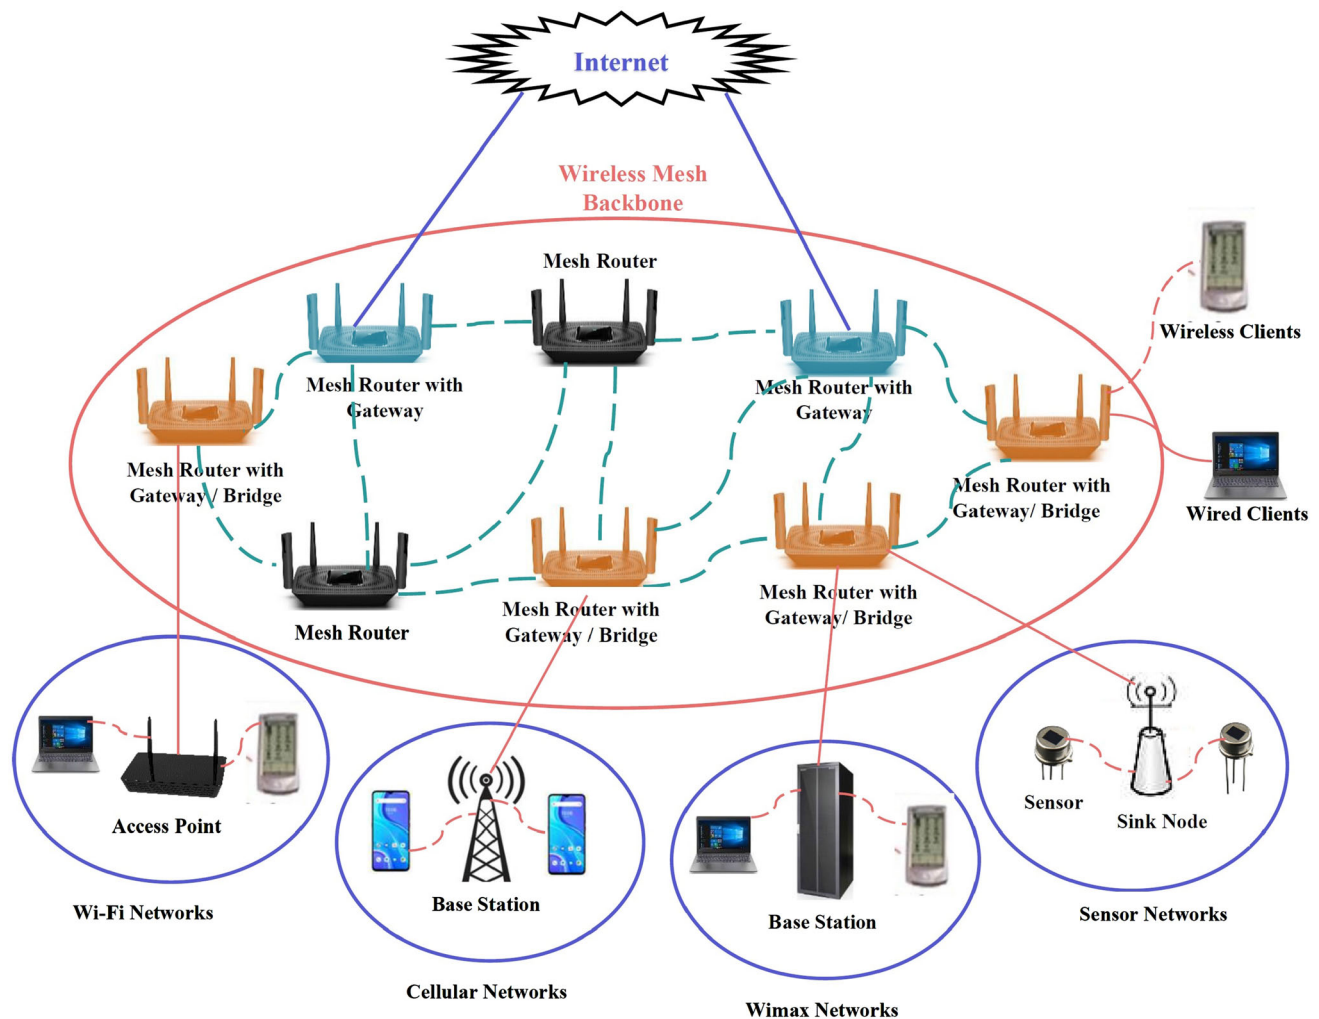 Internet
Wireless Mesh
Backbone
Mesh Router
Wireless Clients
Mesh Router with
Gateway
Mesh Router with
Gateway
Mesh Router with
Gateway / Bridge
Mesh Router with
Gateway/ Bridge
Wired Clients
Mesh Router
Mesh Router with
Gateway / Bridge
Mesh Router with
Gateway/ Bridge
Access Point
Wi-Fi Networks
Base Station
Cellular Networks
Base Station
Wimax Networks
Sensor
Sink Node
Sensor Networks